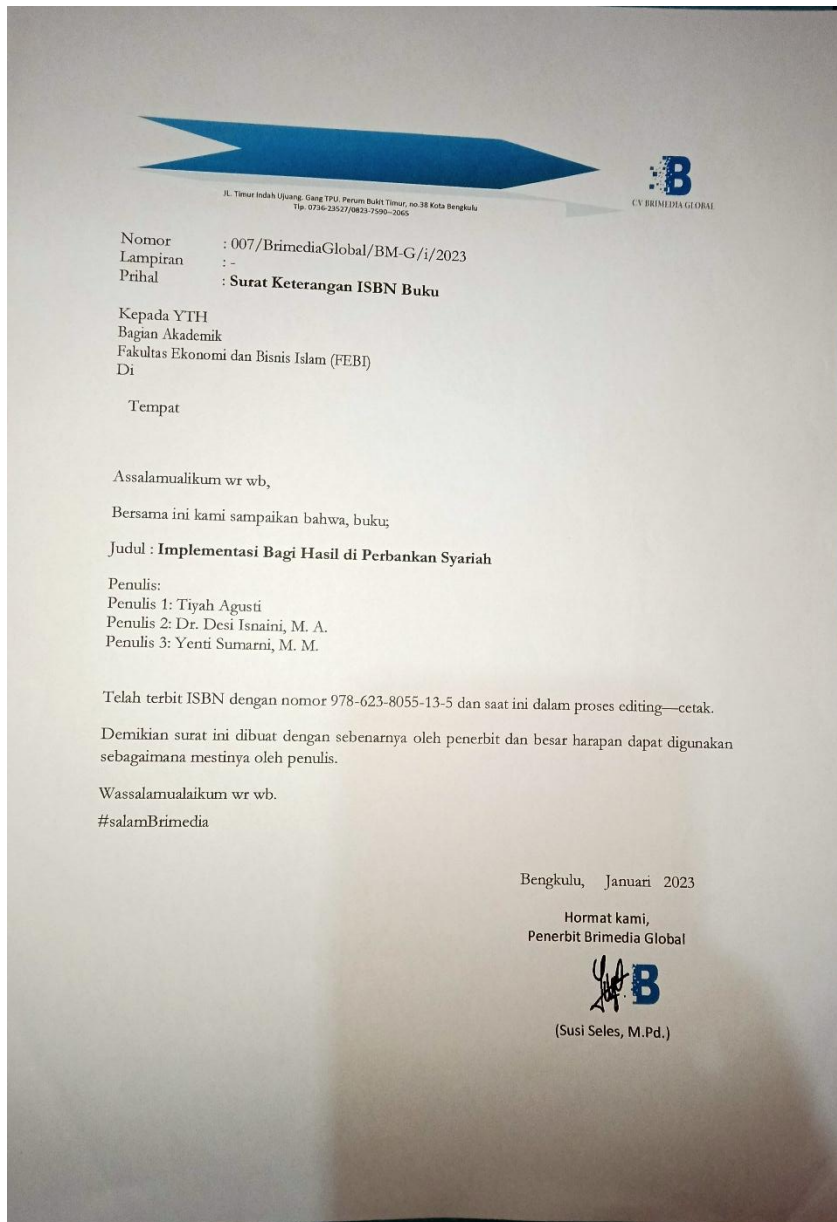 JL. Timur Indah Ujuang. Gang TPU. Perum Bukit Timur, no.38 Kota Bengkulu
Tlp. 0736-23527/0823-7590--2065
B
CV BRIMEDIA GLOBAL
Nomor : 007/BrimediaGlobal/BM-G/i/2023
Lampiran : -
Prihal : Surat Keterangan ISBN Buku
Kepada YTH
Bagian Akademik
Fakultas Ekonomi dan Bisnis Islam (FEBI)
Di
Tempat
Assalamualikum wr wb,
Bersama ini kami sampaikan bahwa, buku;
Judul : Implementasi Bagi Hasil di Perbankan Syariah
Penulis:
Penulis 1: Tiyah Agusti
Penulis 2: Dr. Desi Isnaini, M. A.
Penulis 3: Yenti Sumarni, M. M.
Telah terbit ISBN dengan nomor 978-623-8055-13-5 dan saat ini dalam proses editing—cetak.
Demikian surat ini dibuat dengan sebenarnya oleh penerbit dan besar harapan dapat digunakan
sebagaimana mestinya oleh penulis.
Wassalamualaikum wr wb.
#salamBrimedia
Bengkulu, Januari 2023
Hormat kami,
Penerbit Brimedia Global
B
(Susi Seles, M.Pd.)